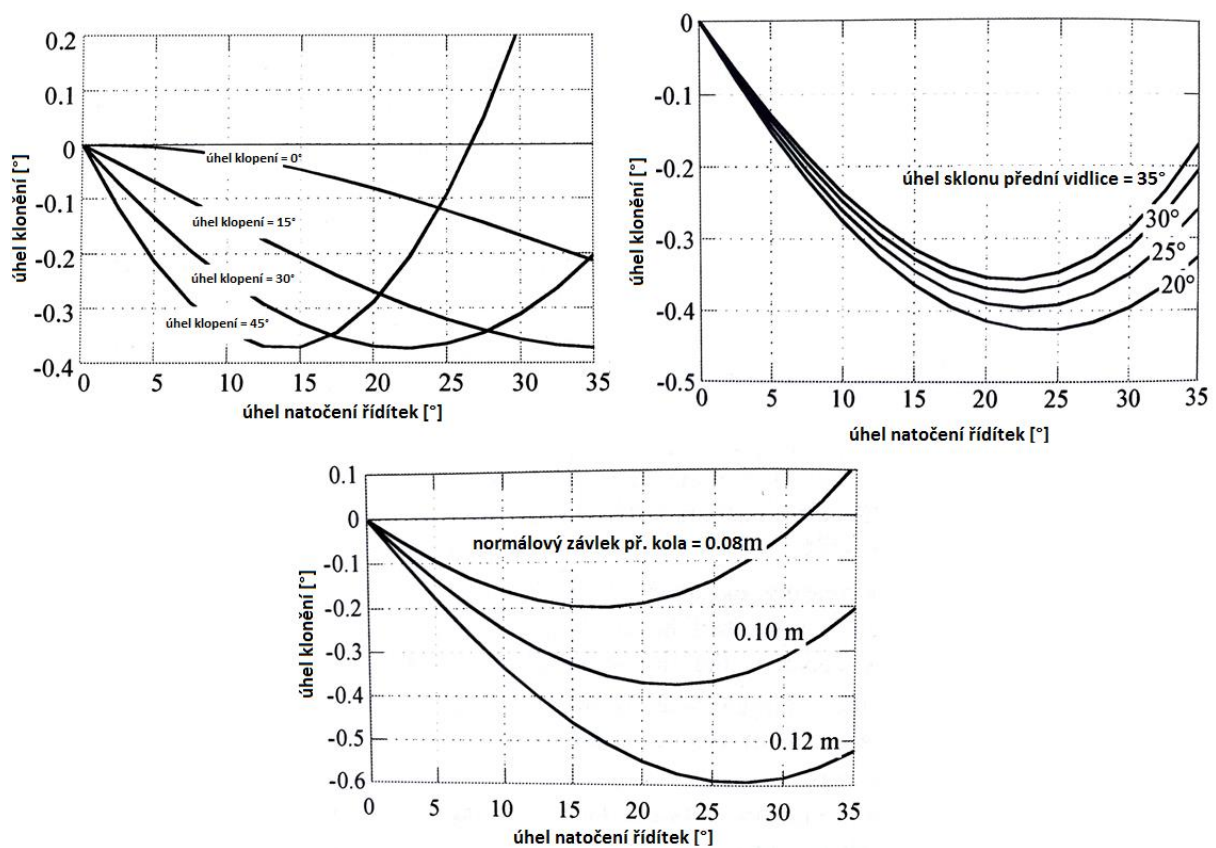 0.2
0.1
0
-0.1
-0.2
-0.3
-0.4
úhel klonění [°]
úhel klopení = 0°
úhel klopení = 15°
úhel klopení = 30°
úhel klopení = 45°
0 5 10 15 20 25 30 35
úhel natočení řídítek [°]
0
-0.1
-0.2
-0.3
-0.4
-0.5
úhel klonění [°]
úhel sklonu přední vidlice = 35°
30°
25°
20°
0 5 10 15 20 25 30 35
úhel natočení řídítek [°]
0.1
0
-0.1
-0.2
-0.3
-0.4
-0.5
-0.6
úhel klonění [°]
normálový závlek př. kola = 0.08m
0.10 m
0.12 m
0 5 10 15 20 25 30 35
úhel natočení řídítek [°]